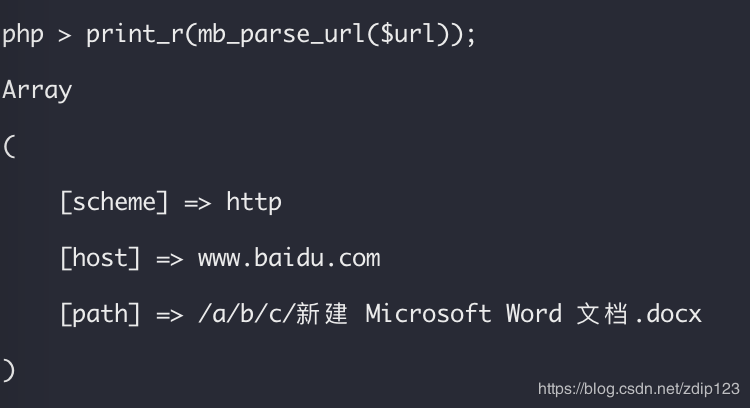 php > print_r(mb_parse_url($url));
Array
(
[scheme] => http
[host] => www.baidu.com
[path] => /a/b/c/新建 Microsoft Word 文档.docx
)
https://blog.csdn.net/zdip123